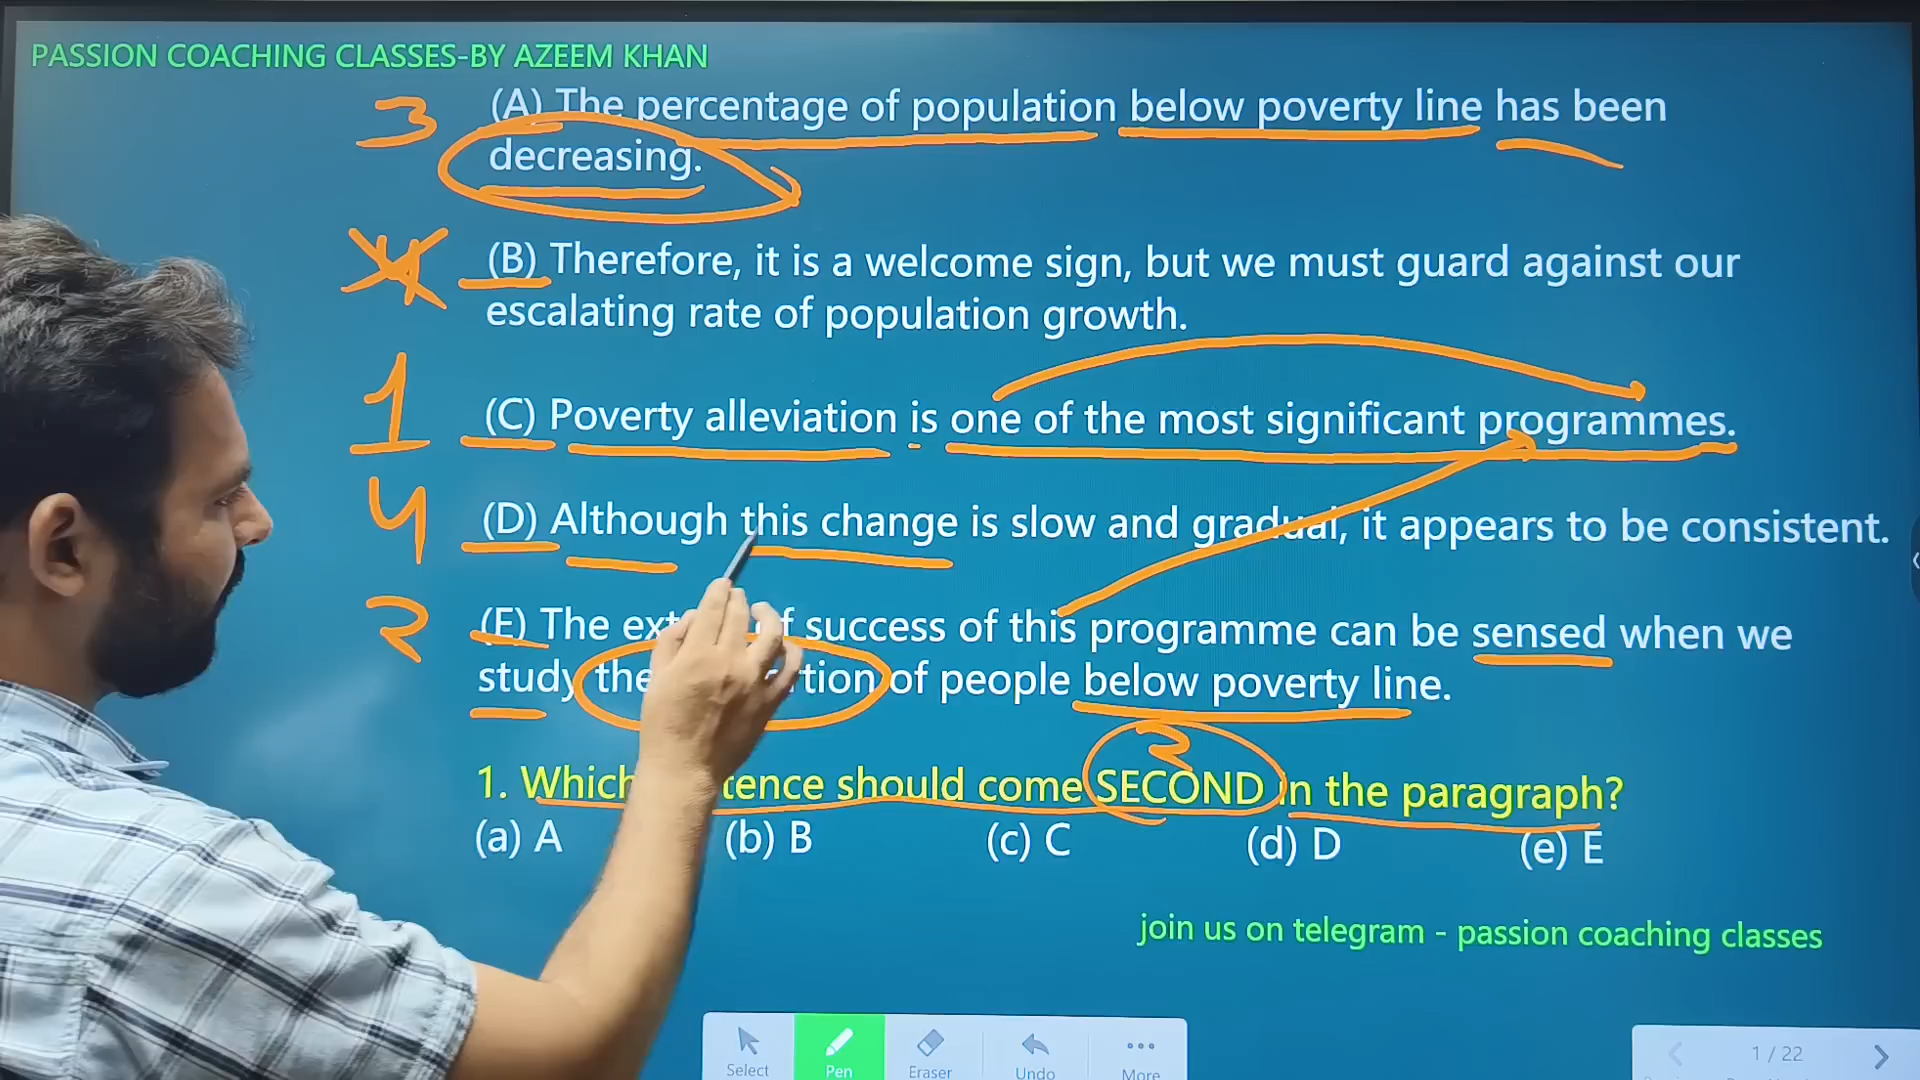 PASSION COACHING CLASSES-BY AZEEM KHAN
3 (A) The percentage of population below poverty line has been
decreasing.
(B) Therefore, it is a welcome sign, but we must guard against our
escalating rate of population growth.
1 (C) Poverty alleviation is one of the most significant programmes.
4 (D) Although this change is slow and gradual, it appears to be consistent.
2 (E) The of success of this programme can be sensed when we
study the of people below poverty line.
2
1. Which should come SECOND in the paragraph?
(a) A (b) B (c) C (d) D (e) E
join us on telegram - passion coaching classes
Select Pen Eraser Undo More
1 / 22